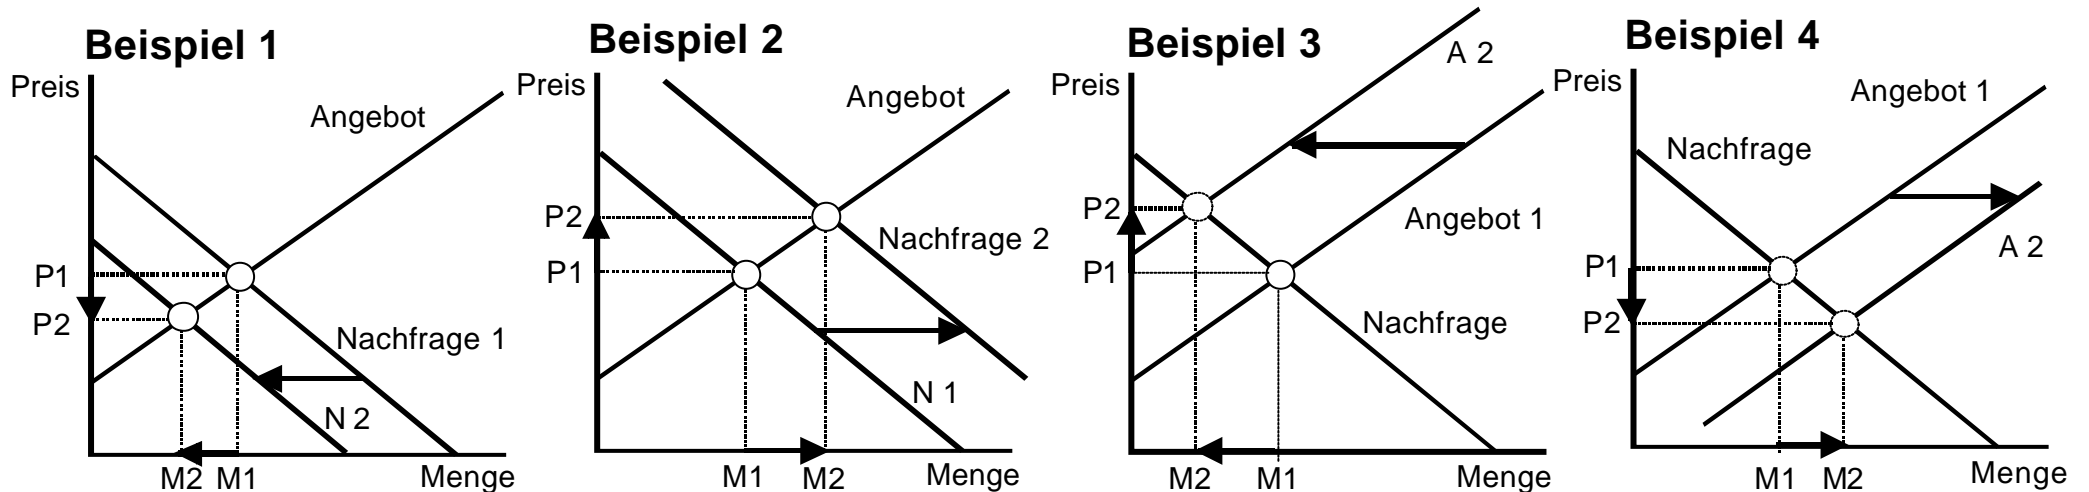 Beispiel 1
Preis
Angebot
P1
P2
Nachfrage 1
N 2
M2 M1
Menge
Beispiel 2
Preis
Angebot
P2
P1
Nachfrage 2
N 1
M1
M2
Menge
Beispiel 3
Preis
A 2
P2
P1
Angebot 1
Nachfrage
M2
M1
Menge
Beispiel 4
Preis
Angebot 1
Nachfrage
P1
P2
A 2
M1
M2
Menge